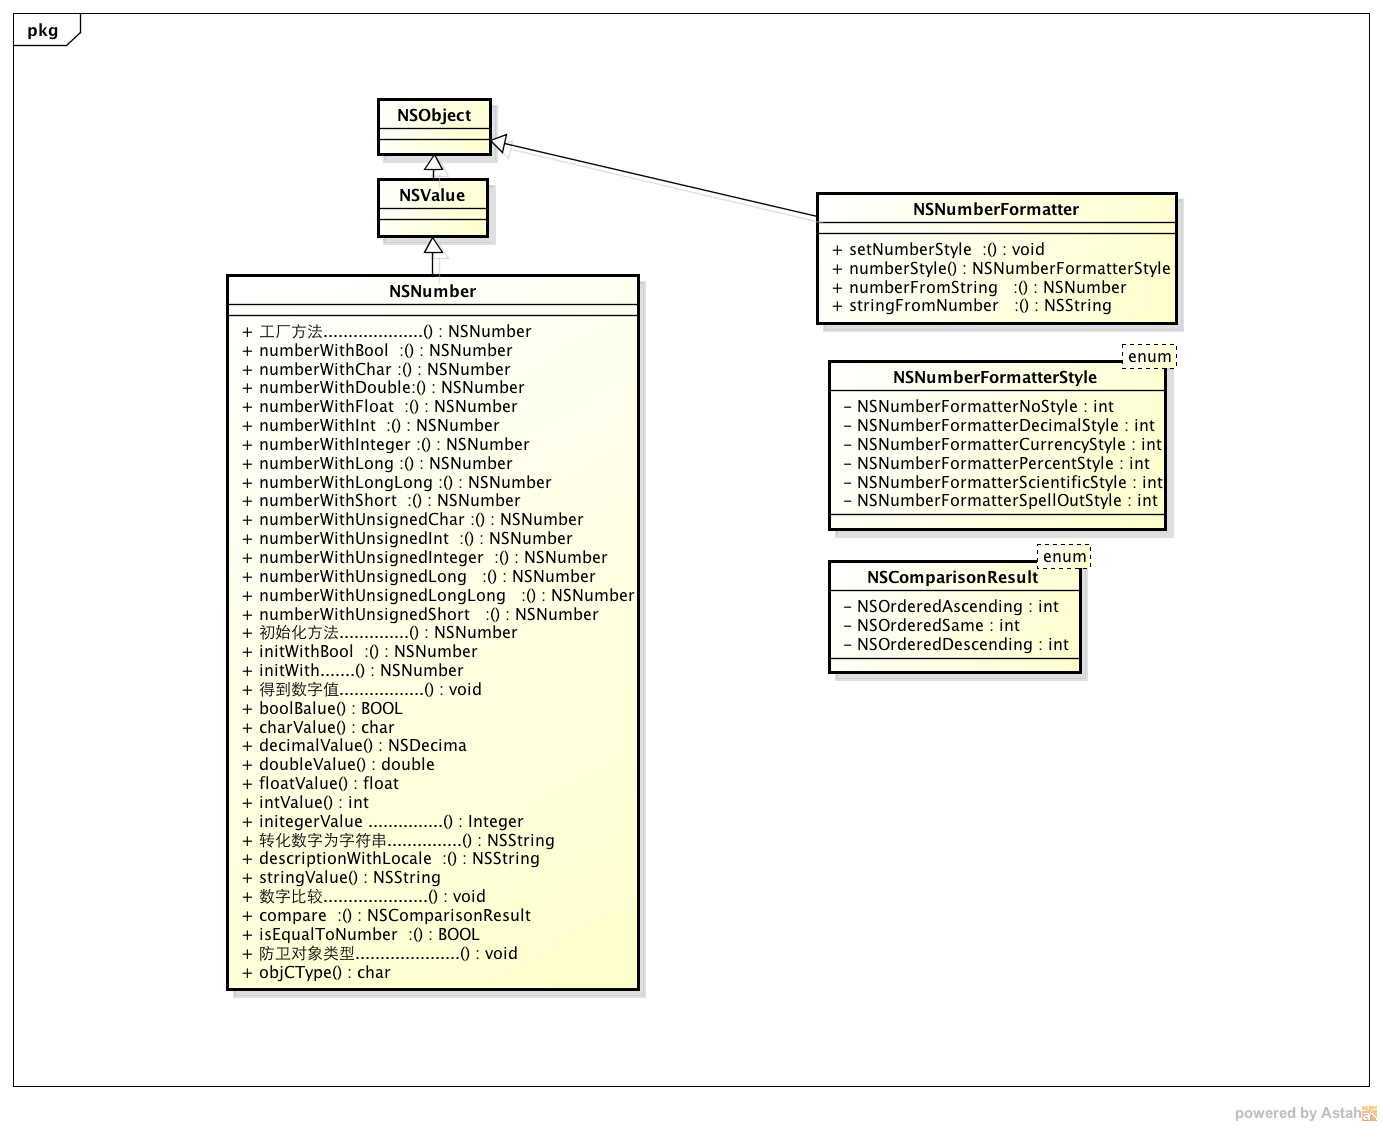 pkg
NSObject
NSValue
NSNumber
+ 工厂方法....................() : NSNumber
+ numberWithBool  :() : NSNumber
+ numberWithChar :() : NSNumber
+ numberWithDouble:() : NSNumber
+ numberWithFloat  :() : NSNumber
+ numberWithInt  :() : NSNumber
+ numberWithInteger :() : NSNumber
+ numberWithLong :() : NSNumber
+ numberWithLongLong :() : NSNumber
+ numberWithShort  :() : NSNumber
+ numberWithUnsignedChar :() : NSNumber
+ numberWithUnsignedInt  :() : NSNumber
+ numberWithUnsignedInteger  :() : NSNumber
+ numberWithUnsignedLong   :() : NSNumber
+ numberWithUnsignedLongLong   :() : NSNumber
+ numberWithUnsignedShort   :() : NSNumber
+ 初始化方法..............() : NSNumber
+ initWithBool  :() : NSNumber
+ initWith.......() : NSNumber
+ 得到数字值.................() : void
+ boolBalue() : BOOL
+ charValue() : char
+ decimalValue() : NSDecima
+ doubleValue() : double
+ floatValue() : float
+ intValue() : int
+ initegerValue ...............() : Integer
+ 转化数字为字符串...............() : NSString
+ descriptionWithLocale  :() : NSString
+ stringValue() : NSString
+ 数字比较.....................() : void
+ compare  :() : NSComparisonResult
+ isEqualToNumber  :() : BOOL
+ 防卫对象类型.....................() : void
+ objCType() : char
NSNumberFormatter
+ setNumberStyle  :() : void
+ numberStyle() : NSNumberFormatterStyle
+ numberFromString   :() : NSNumber
+ stringFromNumber   :() : NSString
enum
NSNumberFormatterStyle
- NSNumberFormatterNoStyle : int
- NSNumberFormatterDecimalStyle : int
- NSNumberFormatterCurrencyStyle : int
- NSNumberFormatterPercentStyle : int
- NSNumberFormatterScientificStyle : int
- NSNumberFormatterSpellOutStyle : int
enum
NSComparisonResult
- NSOrderedAscending : int
- NSOrderedSame : int
- NSOrderedDescending : int
powered by Astah